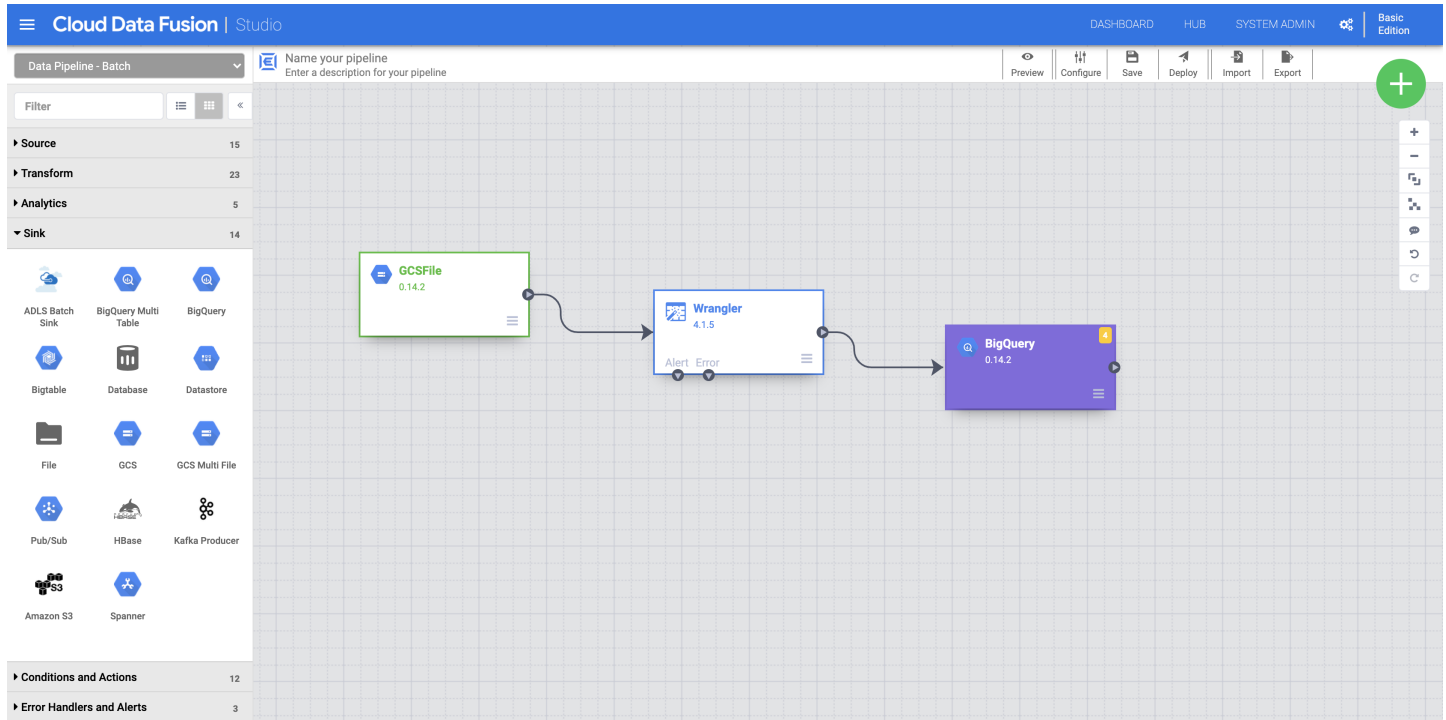 Cloud Data Fusion | Studio
DASHBOARD
HUB
SYSTEM ADMIN
Basic
Edition
Data Pipeline - Batch
Name your pipeline
Enter a description for your pipeline
Preview
Configure
Save
Deploy
Import
Export
Filter
Source 15
Transform 23
Analytics 5
Sink 14
ADLS Batch Sink
BigQuery Multi Table
BigQuery
Bigtable
Database
Datastore
File
GCS
GCS Multi File
Pub/Sub
HBase
Kafka Producer
S3
Amazon S3
Spanner
Conditions and Actions 12
Error Handlers and Alerts 3
GCSFile
0.14.2
Wrangler
4.1.5
Alert Error
BigQuery 4
0.14.2